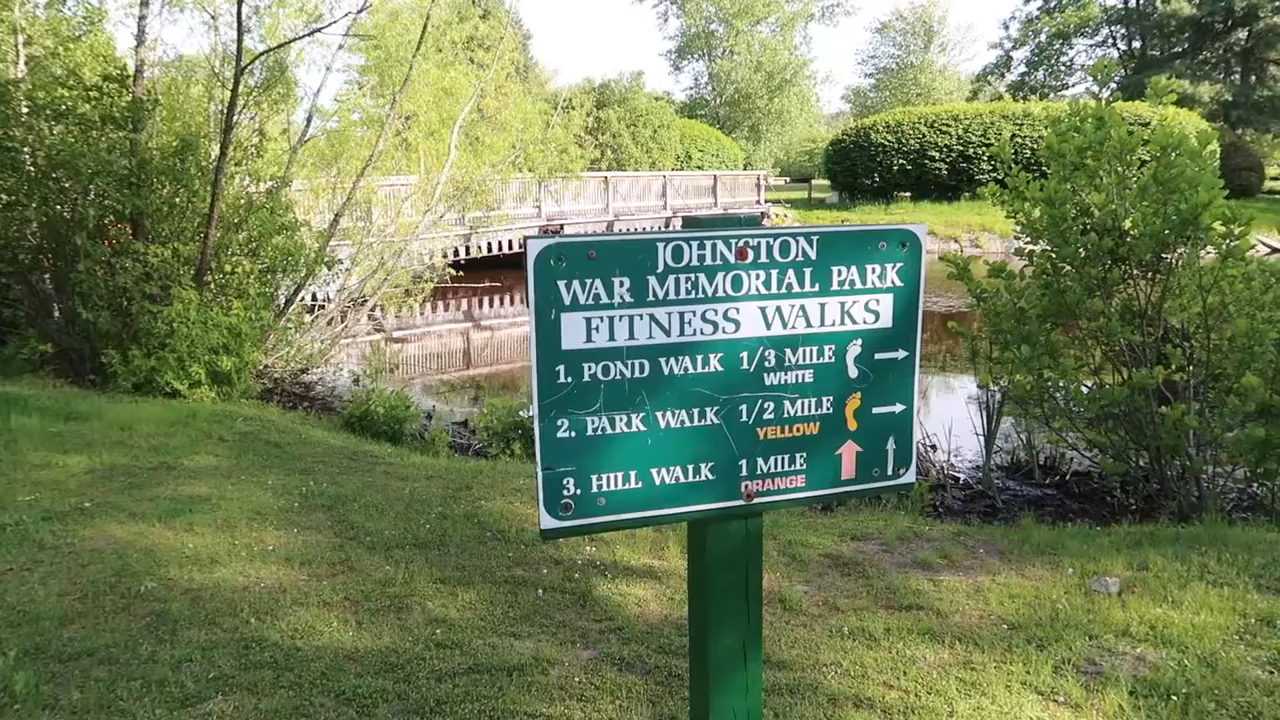 JOHNSTON
WAR MEMORIAL PARK
FITNESS WALKS
1. POND WALK 1/3 MILE
WHITE
2. PARK WALK 1/2 MILE
YELLOW
3. HILL WALK 1 MILE
ORANGE